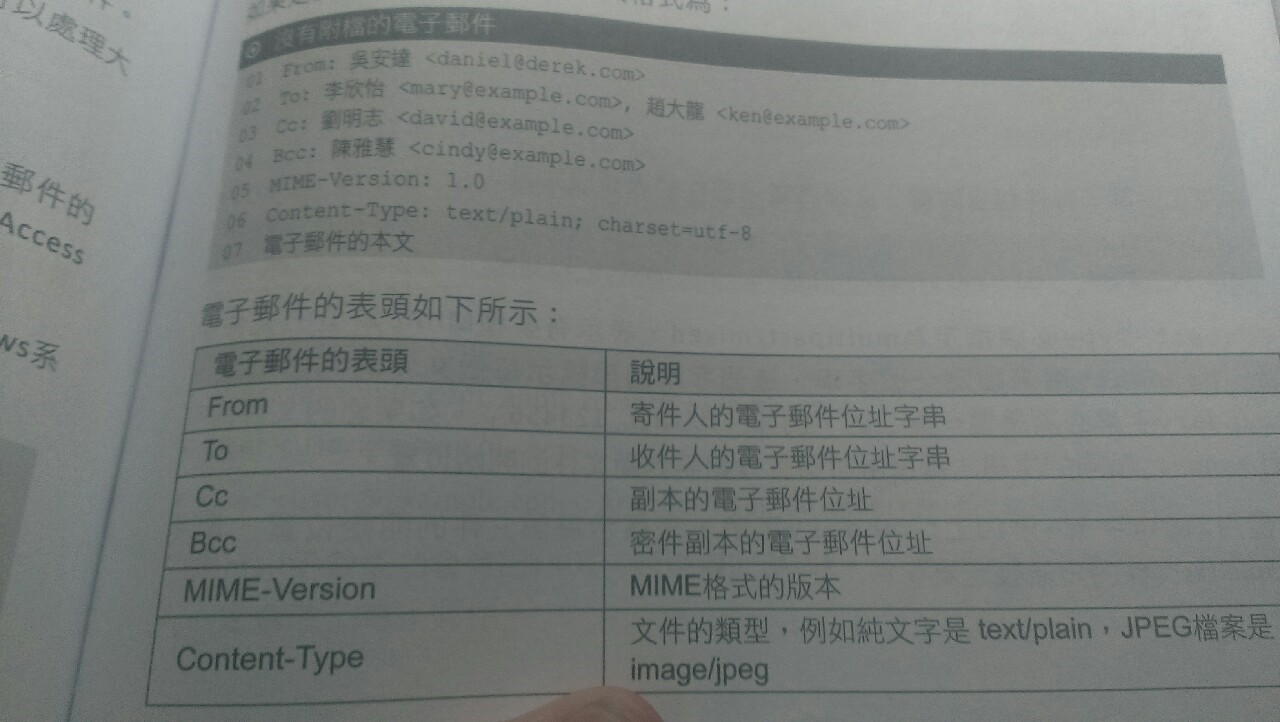 件。
可以處理大
郵件的
Access
ws系
格式為：
沒有附檔的電子郵件
01 From: 吳安達 <daniel@derek.com>
02 To: 李欣怡 <mary@example.com>, 趙大龍 <ken@example.com>
03 Cc: 劉明志 <david@example.com>
04 Bcc: 陳雅慧 <cindy@example.com>
05 MIME-Version: 1.0
06 Content-Type: text/plain; charset=utf-8
07 電子郵件的本文
電子郵件的表頭如下所示：
電子郵件的表頭 說明
From 寄件人的電子郵件位址字串
To 收件人的電子郵件位址字串
Cc 副本的電子郵件位址
Bcc 密件副本的電子郵件位址
MIME-Version MIME格式的版本
Content-Type 文件的類型，例如純文字是 text/plain，JPEG檔案是
image/jpeg